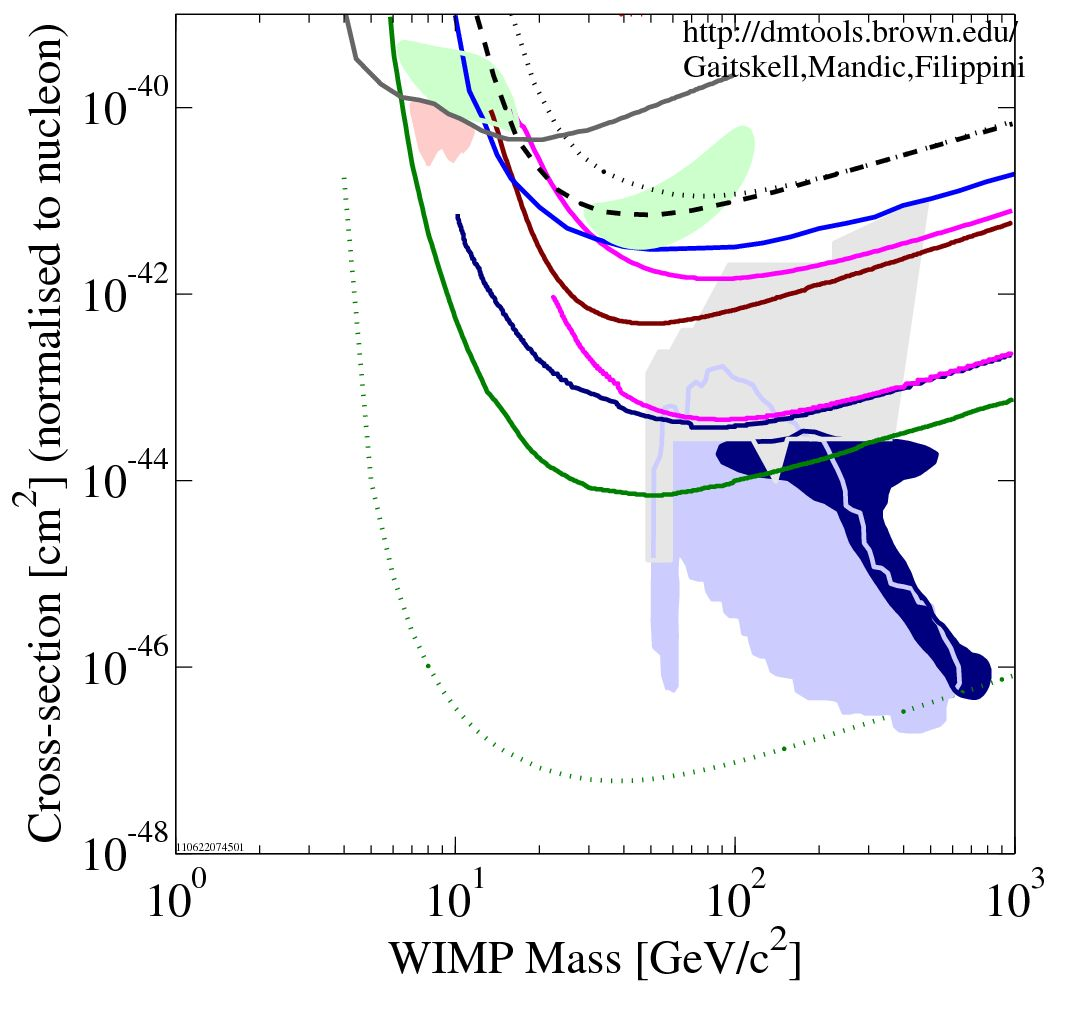 http://dmtools.brown.edu/
Gaitskell,Mandic,Filippini
10^-40
10^-42
10^-44
10^-46
10^-48
Cross-section [cm^2] (normalised to nucleon)
110622074501
10^0 10^1 10^2 10^3
WIMP Mass [GeV/c^2]